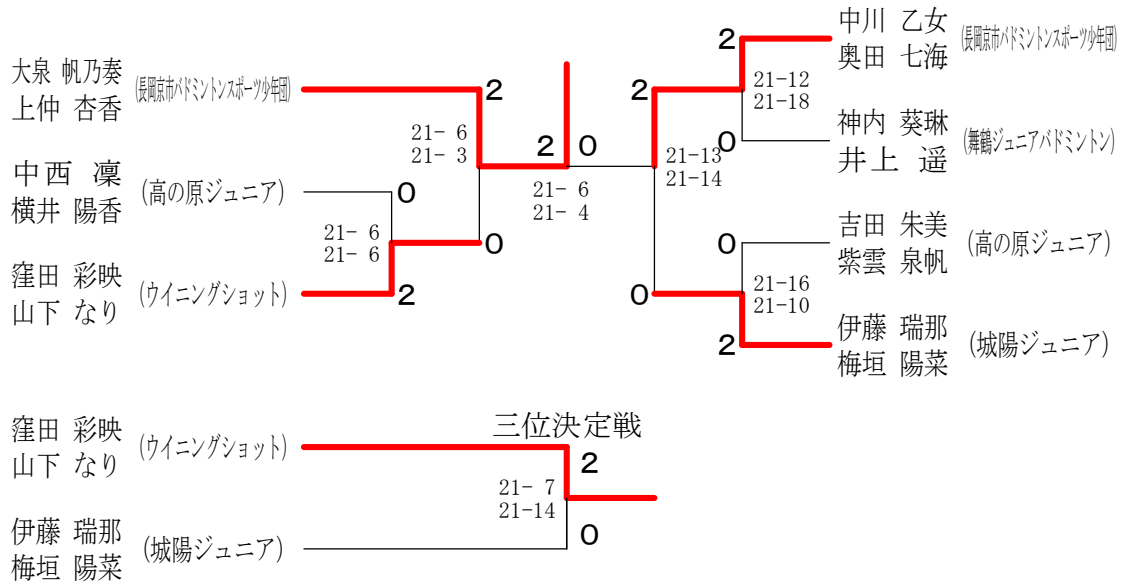 大泉 帆乃奏
上仲 杏香
(長岡京市バドミントンスポーツ少年団)
2
21- 6
21- 3
中西 凜
横井 陽香
(高の原ジュニア)
0
21- 6
21- 6
0
窪田 彩映
山下 なり
(ウイニングショット)
2
2
0
21- 6
21- 4
中川 乙女
奥田 七海
(長岡京市バドミントンスポーツ少年団)
2
21-12
21-18
2
神内 葵琳
井上 遥
(舞鶴ジュニアバドミントン)
0
21-13
21-14
吉田 朱美
紫雲 泉帆
(高の原ジュニア)
0
21-16
21-10
0
伊藤 瑞那
梅垣 陽菜
(城陽ジュニア)
2
三位決定戦
窪田 彩映
山下 なり
(ウイニングショット)
2
21- 7
21-14
伊藤 瑞那
梅垣 陽菜
(城陽ジュニア)
0